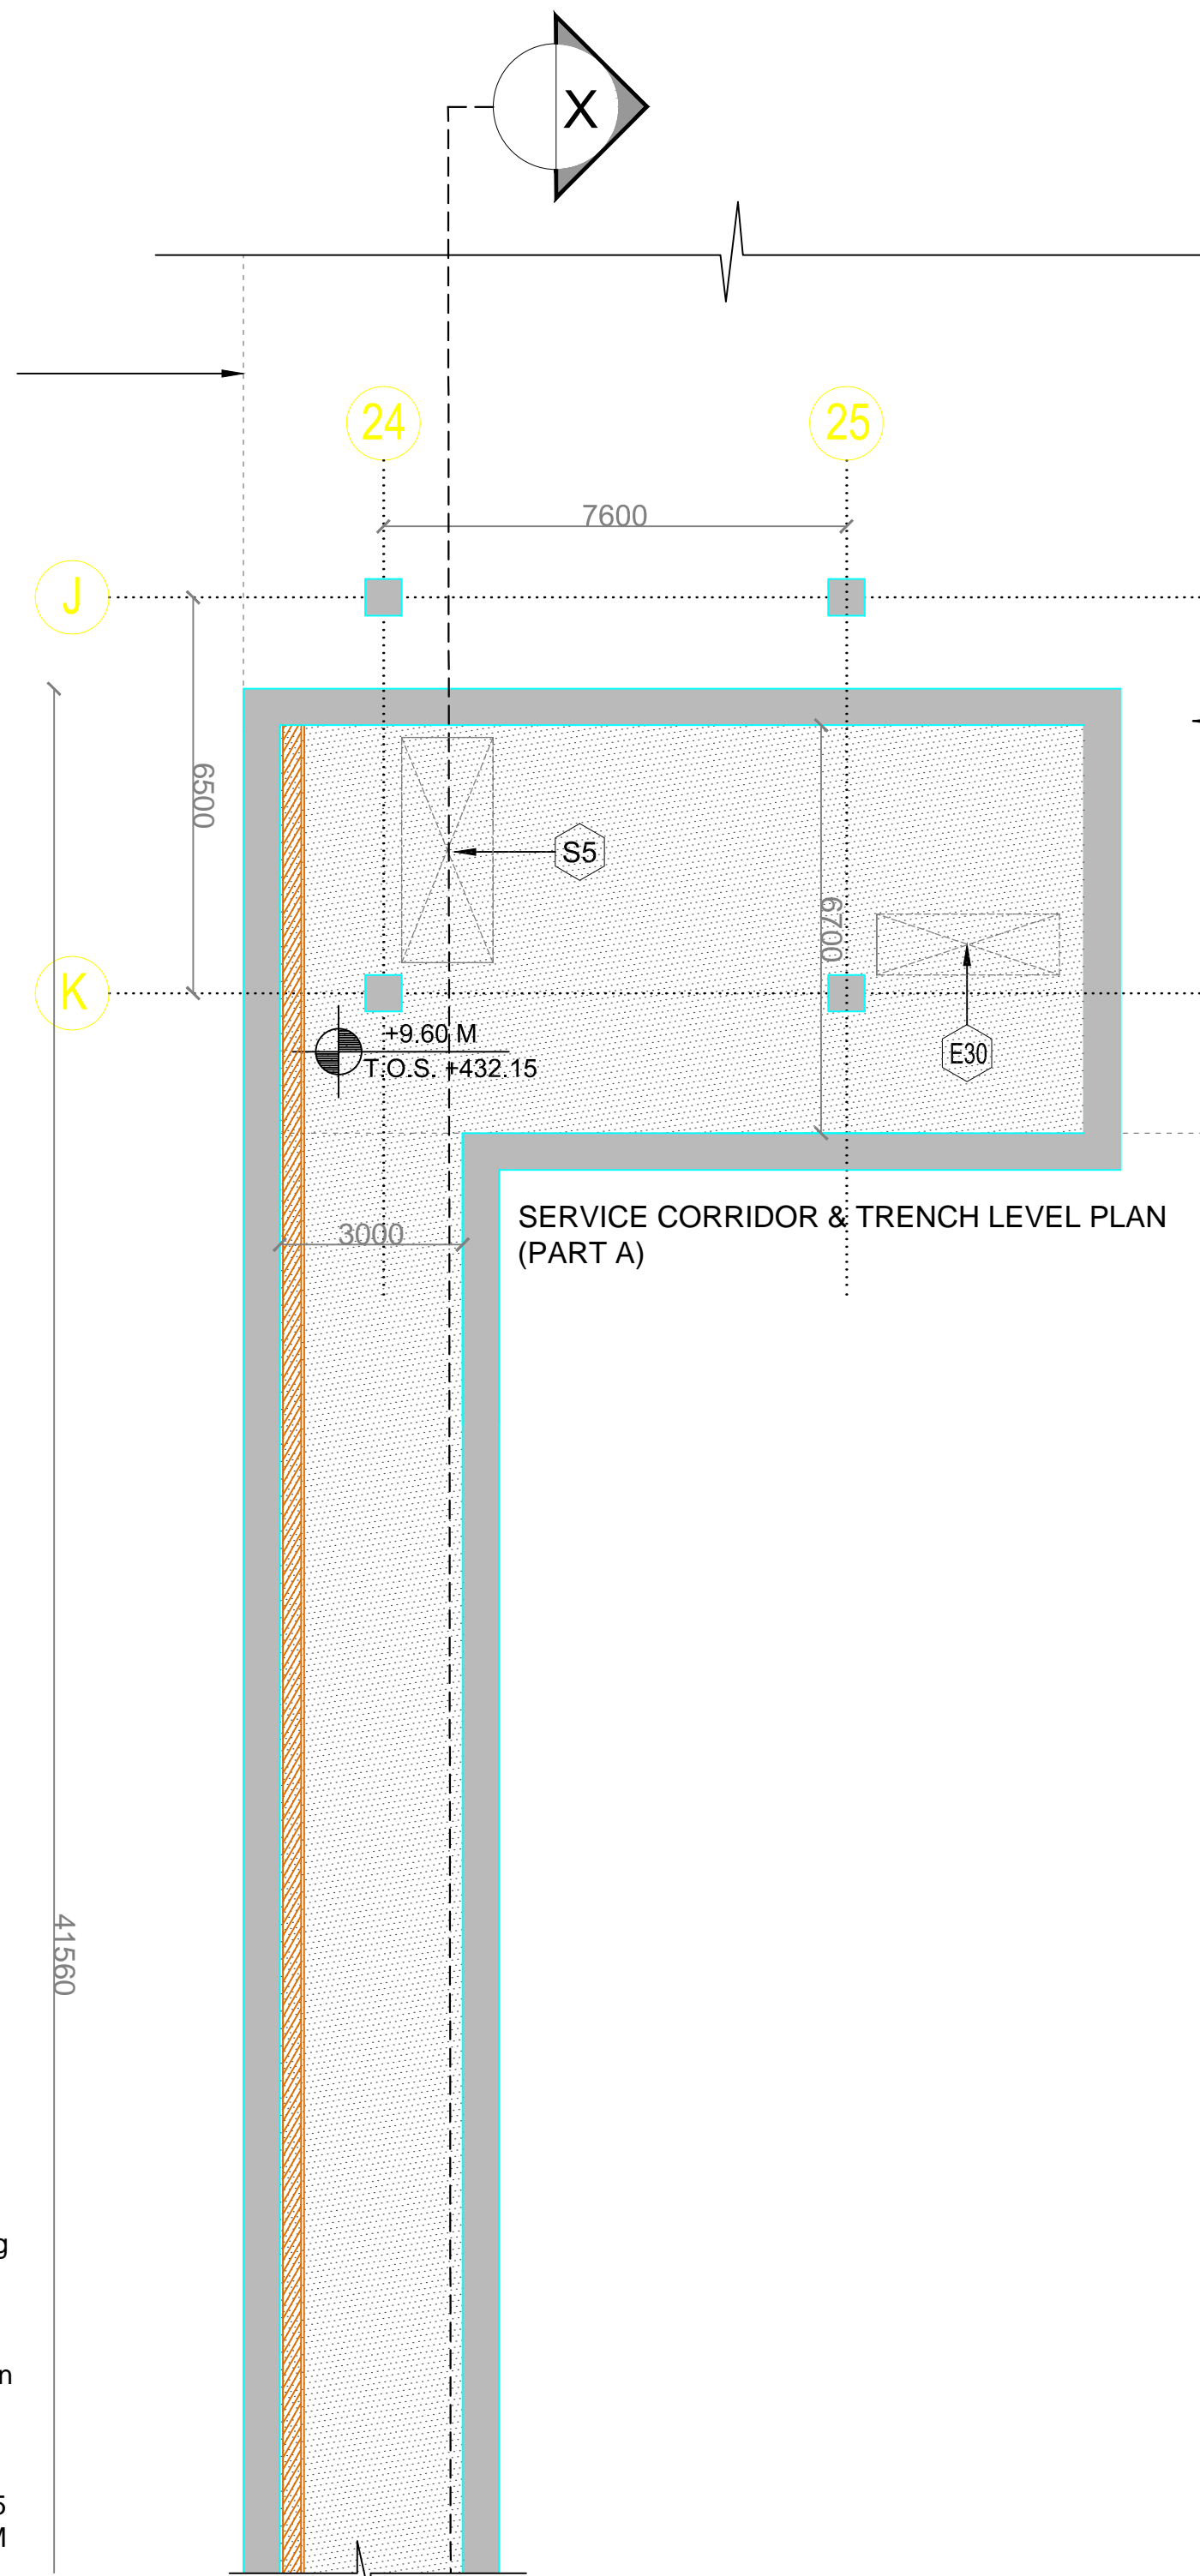 X
24
25
7600
J
6500
S5
6700
K
+9.60 M
T.O.S. +432.15
E30
SERVICE CORRIDOR & TRENCH LEVEL PLAN
(PART A)
3000
41560
g
n
5
M